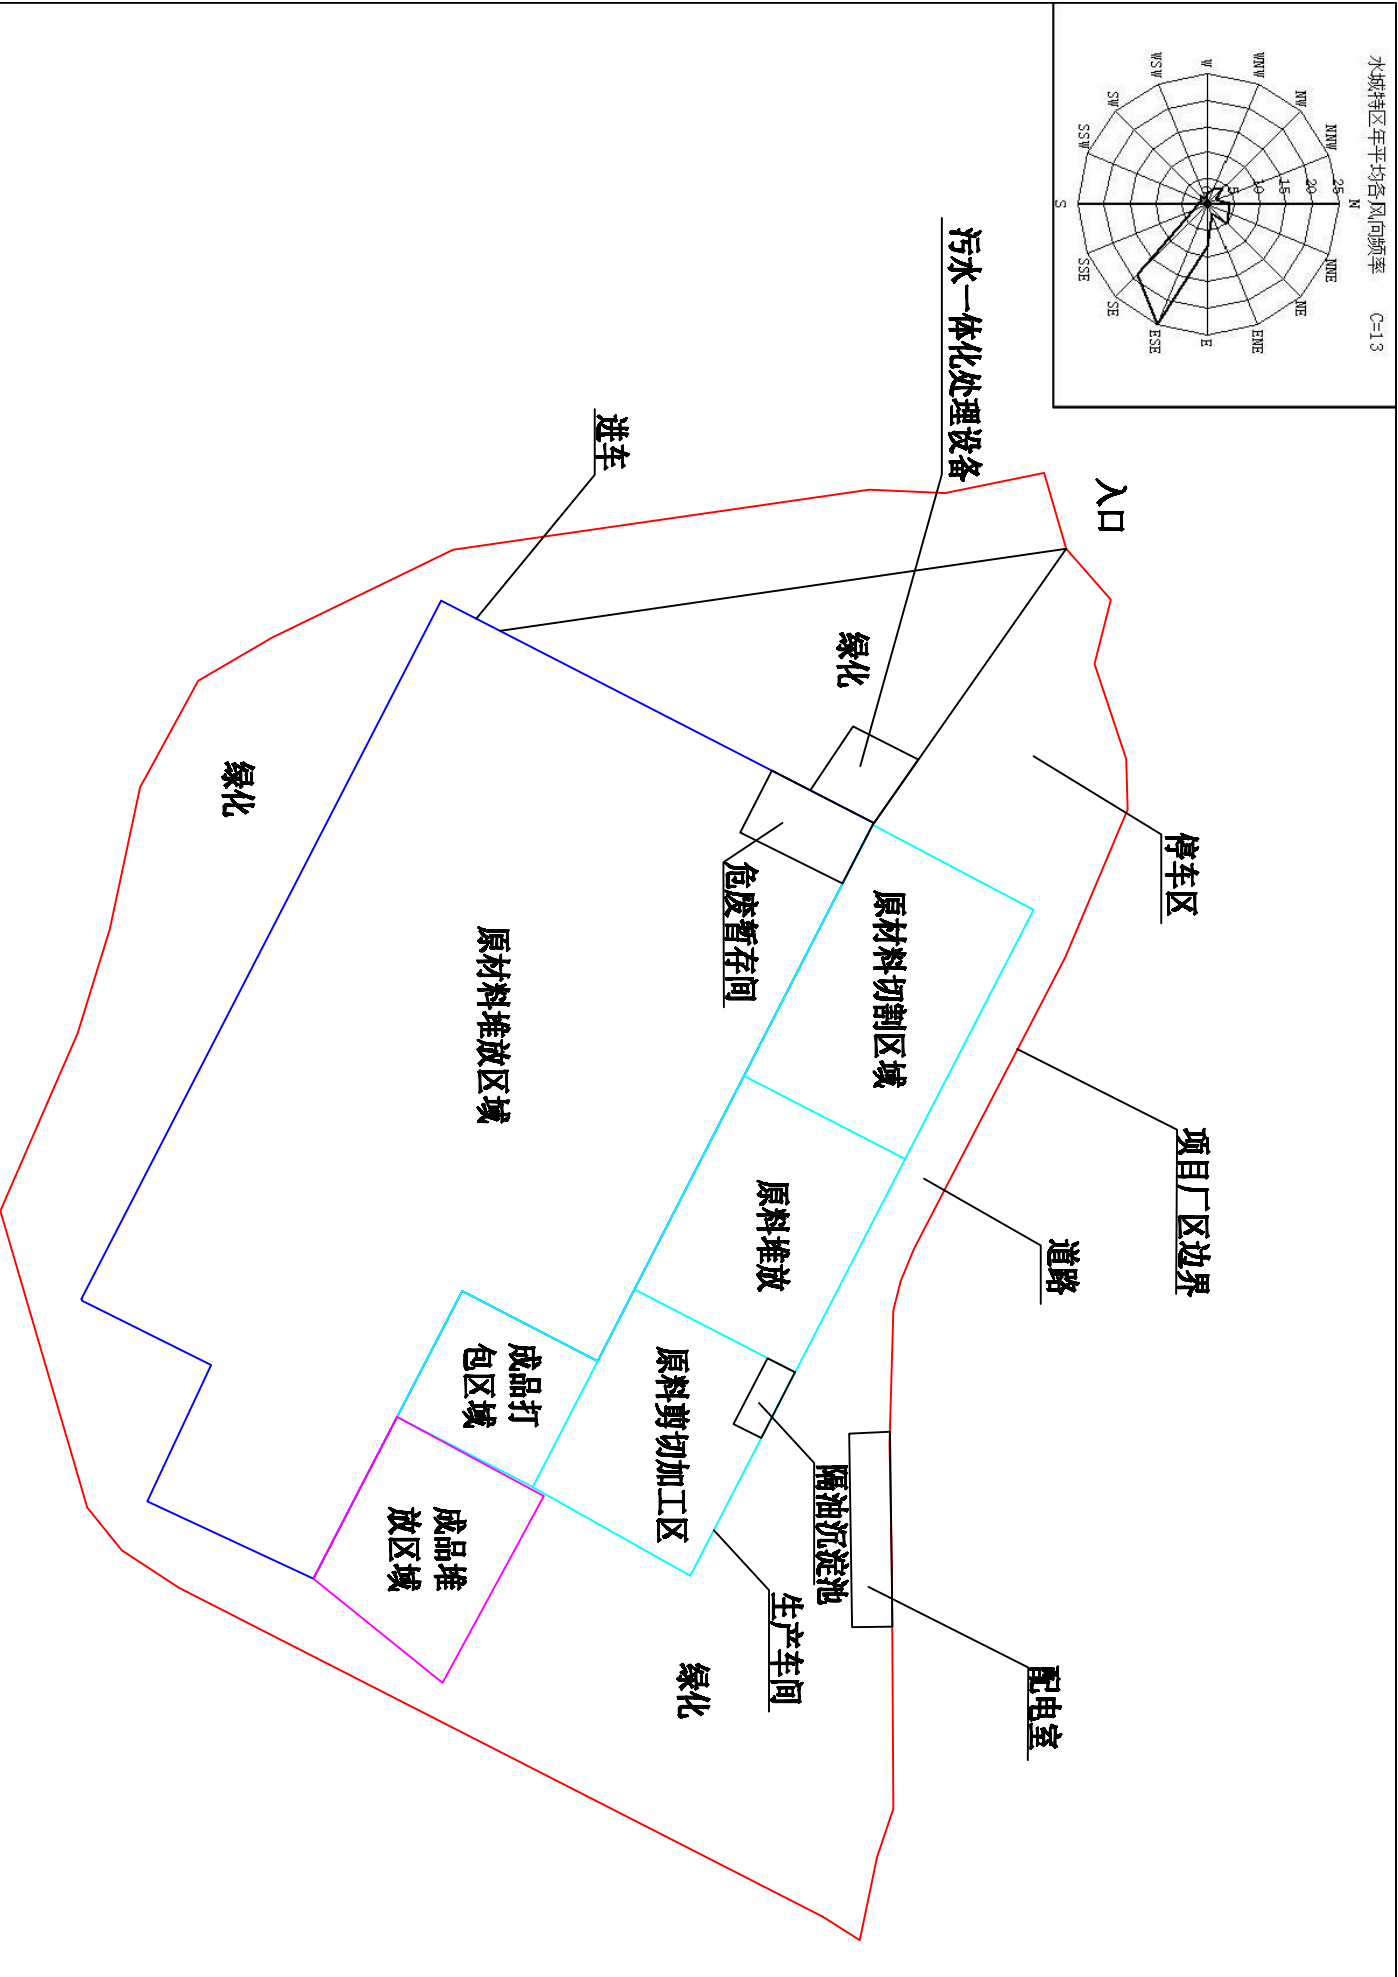 水城特区年平均各风向频率 C=13
N
NNE
NE
ENE
E
ESE
SE
SSE
S
SSW
SW
WSW
W
WNW
NW
NNW
0
5
10
15
20
25
入口
停车区
项目厂区边界
道路
配电室
污水一体化处理设备
绿化
危废暂存间
原材料切割区域
原料堆放
隔油沉淀池
原料剪切加工区
生产车间
绿化
进车
原材料堆放区域
成品打
包区域
成品堆
放区域
绿化